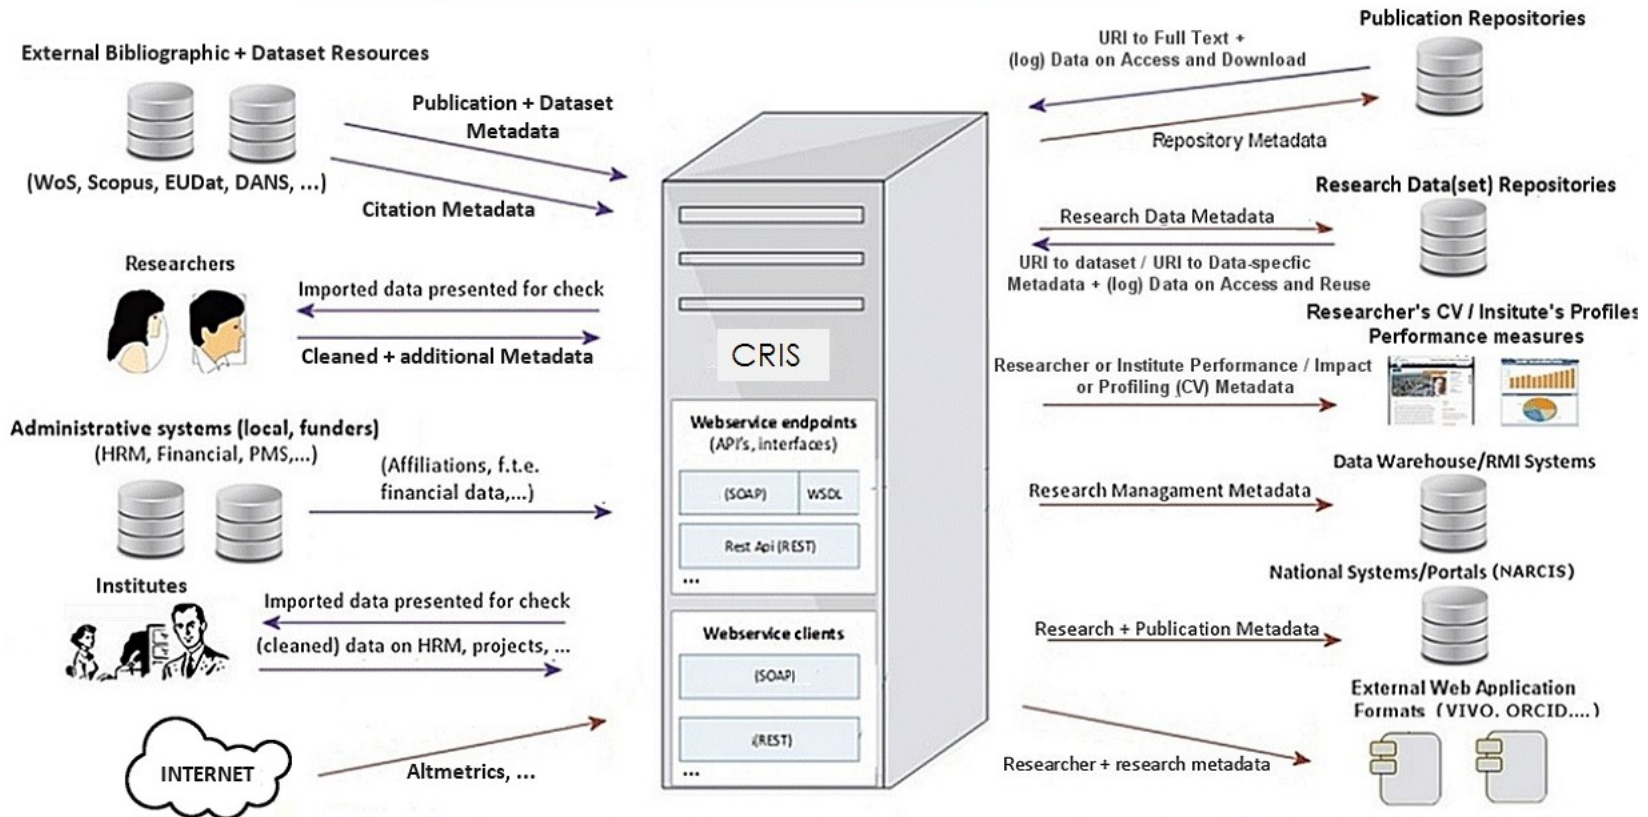 External Bibliographic + Dataset Resources
Publication + Dataset
Metadata
(WoS, Scopus, EUDat, DANS, ...)
Citation Metadata
Researchers
Imported data presented for check
Cleaned + additional Metadata
Administrative systems (local, funders)
(HRM, Financial, PMS,...)
(Affiliations, f.t.e.
financial data,...)
Institutes
Imported data presented for check
(cleaned) data on HRM, projects, ...
INTERNET
Altmetrics, ...
CRIS
Webservice endpoints
(API's, interfaces)
(SOAP)
WSDL
Rest Api (REST)
...
Webservice clients
(SOAP)
(REST)
...
Publication Repositories
URI to Full Text +
(log) Data on Access and Download
Repository Metadata
Research Data(set) Repositories
Research Data Metadata
URI to dataset / URI to Data-specfic
Metadata + (log) Data on Access and Reuse
Researcher's CV / Insitute's Profiles
Performance measures
Researcher or Institute Performance / Impact
or Profiling (CV) Metadata
Data Warehouse/RMI Systems
Research Managament Metadata
National Systems/Portals (NARCIS)
Research + Publication Metadata
External Web Application
Formats (VIVO, ORCID....)
Researcher + research metadata